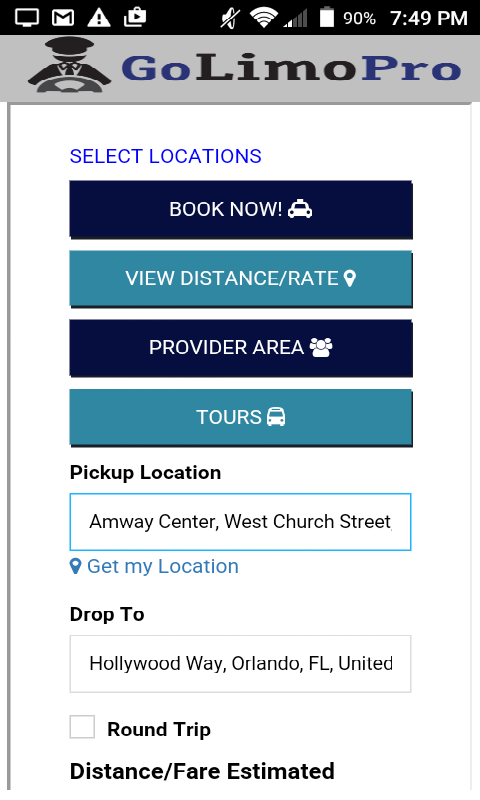 90% 7:49 PM
GoLimoPro
SELECT LOCATIONS
BOOK NOW!
VIEW DISTANCE/RATE
PROVIDER AREA
TOURS
Pickup Location
Amway Center, West Church Street,
Get my Location
Drop To
Hollywood Way, Orlando, FL, United
Round Trip
Distance/Fare Estimated